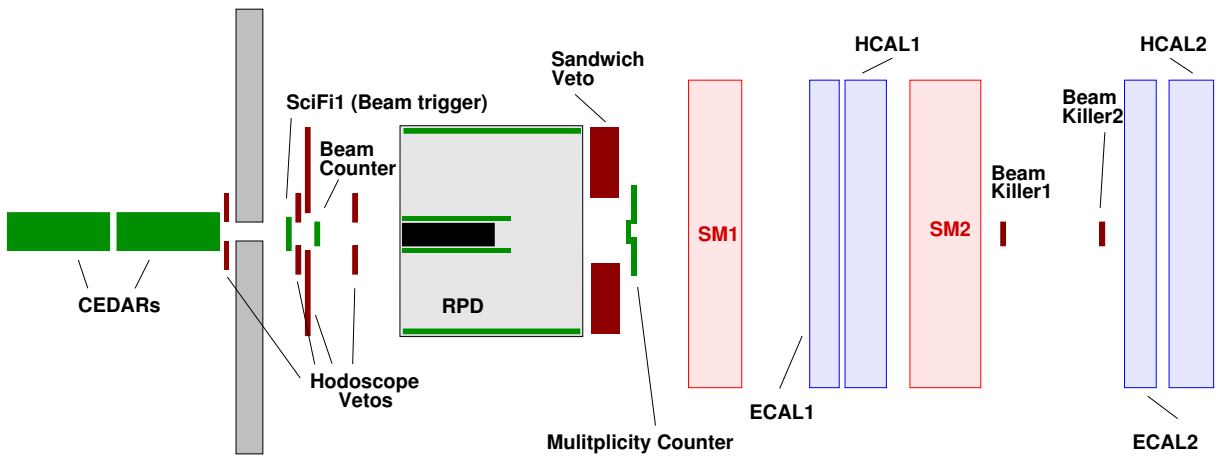 HCAL1
HCAL2
Sandwich
Veto
SciFi1 (Beam trigger)
Beam
Killer2
Beam
Counter
Beam
Killer1
SM1
SM2
CEDARs
RPD
Hodoscope
Vetos
ECAL1
Mulitplicity Counter
ECAL2